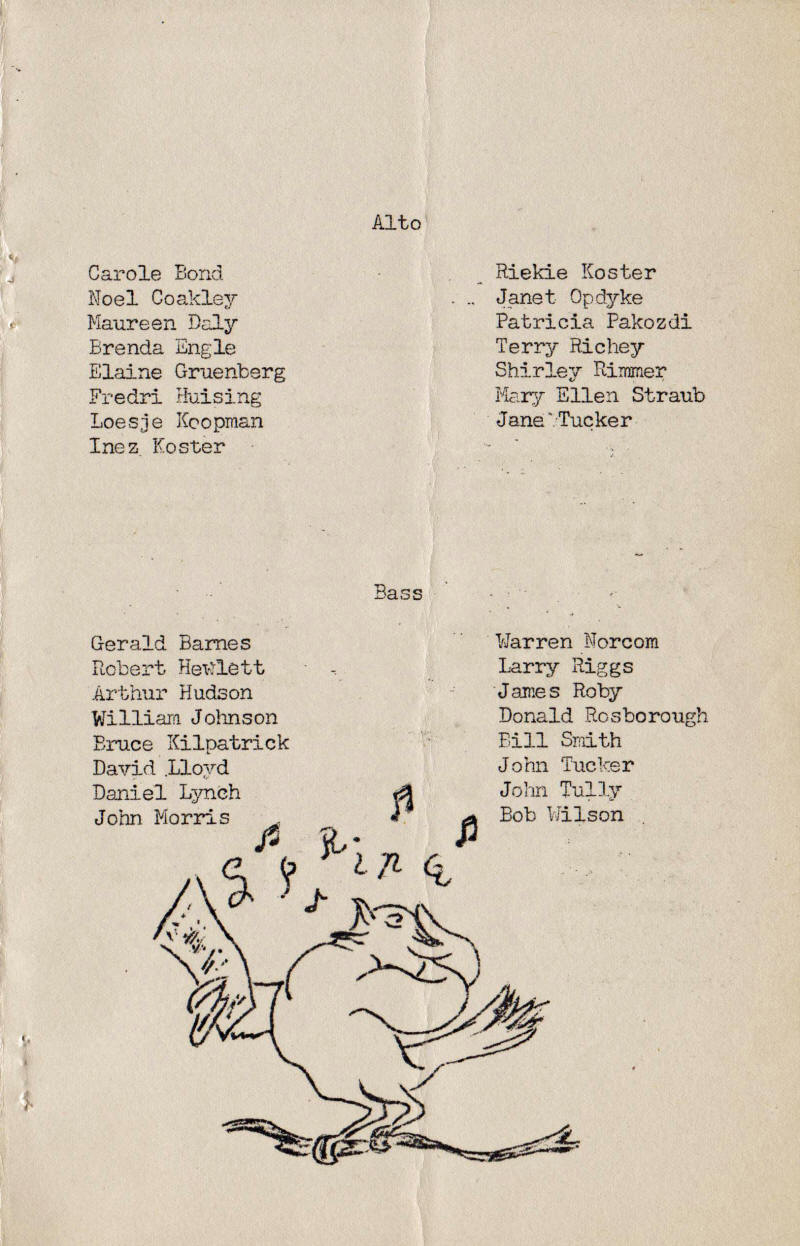 Alto
Carole Bond
Noel Coakley
Maureen Daly
Brenda Engle
Elaine Gruenberg
Fredri Huising
Loesje Koopman
Inez Koster
Riekie Koster
Janet Opdyke
Patricia Pakozdi
Terry Richey
Shirley Rimmer
Mary Ellen Straub
Jane Tucker
Bass
Gerald Barnes
Robert Hewlett
Arthur Hudson
William Johnson
Bruce Kilpatrick
David Lloyd
Daniel Lynch
John Morris
Warren Norcom
Larry Riggs
James Roby
Donald Rosborough
Bill Smith
John Tucker
John Tully
Bob Wilson
Spring